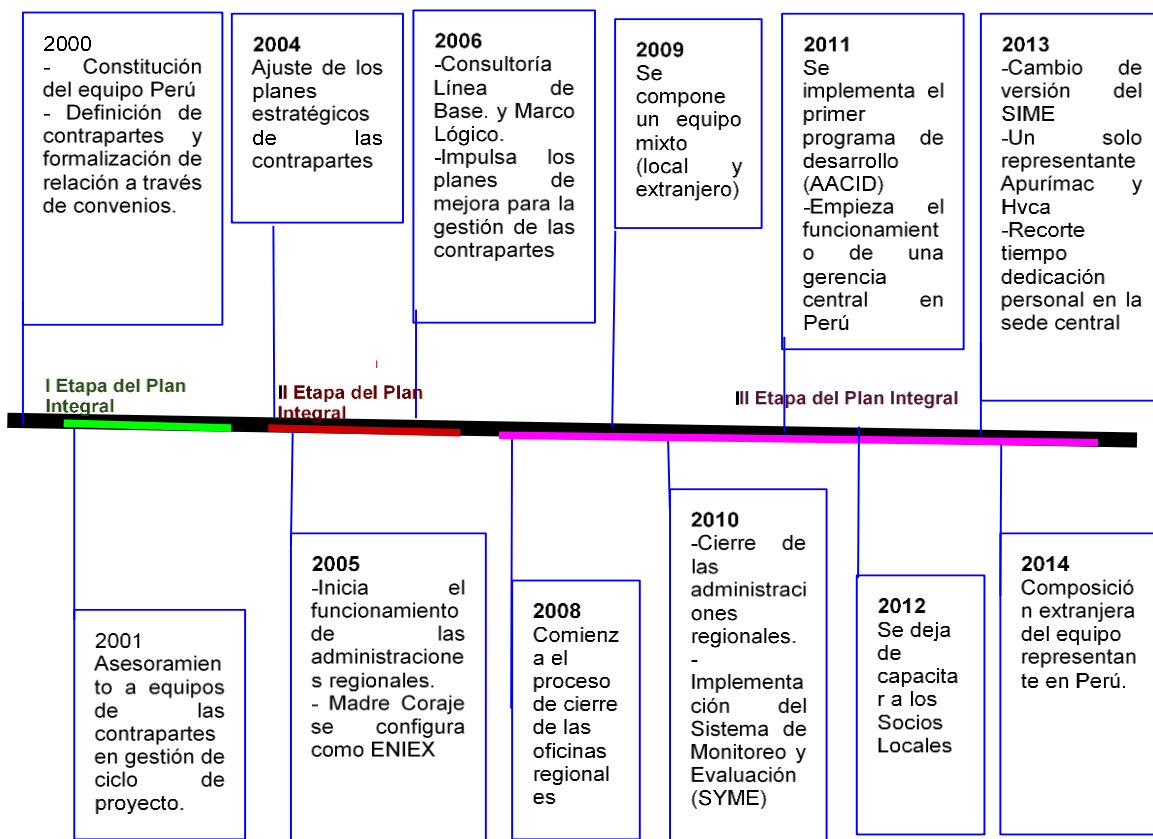 2000
- Constitución
del equipo Perú
- Definición de
contrapartes y
formalización de
relación a través
de convenios.
2004
Ajuste de los
planes
estratégicos
de las
contrapartes
2006
-Consultoría
Línea de
Base. y Marco
Lógico.
-Impulsa los
planes de
mejora para la
gestión de las
contrapartes
2009
Se
compone
un equipo
mixto
(local y
extranjero)
2011
Se
implementa el
primer
programa de
desarrollo
(AACID)
-Empieza el
funcionamient
o de una
gerencia
central en
Perú
2013
-Cambio de
versión del
SIME
-Un solo
representante
Apurímac y
Hvca
-Recorte
tiempo
dedicación
personal en la
sede central
I Etapa del Plan
Integral
II Etapa del Plan
Integral
III Etapa del Plan Integral
2001
Asesoramien
to a equipos
de las
contrapartes
en gestión de
ciclo de
proyecto.
2005
-Inicia el
funcionamiento
de las
administracione
s regionales.
- Madre Coraje
se configura
como ENIEX
2008
Comienz
a el
proceso
de cierre
de las
oficinas
regional
es
2010
-Cierre de
las
administraci
ones
regionales.
-
Implementa
ción del
Sistema de
Monitoreo y
Evaluación
(SYME)
2012
Se deja
de
capacita
r a los
Socios
Locales
2014
Composició
n extranjera
del equipo
representan
te en Perú.